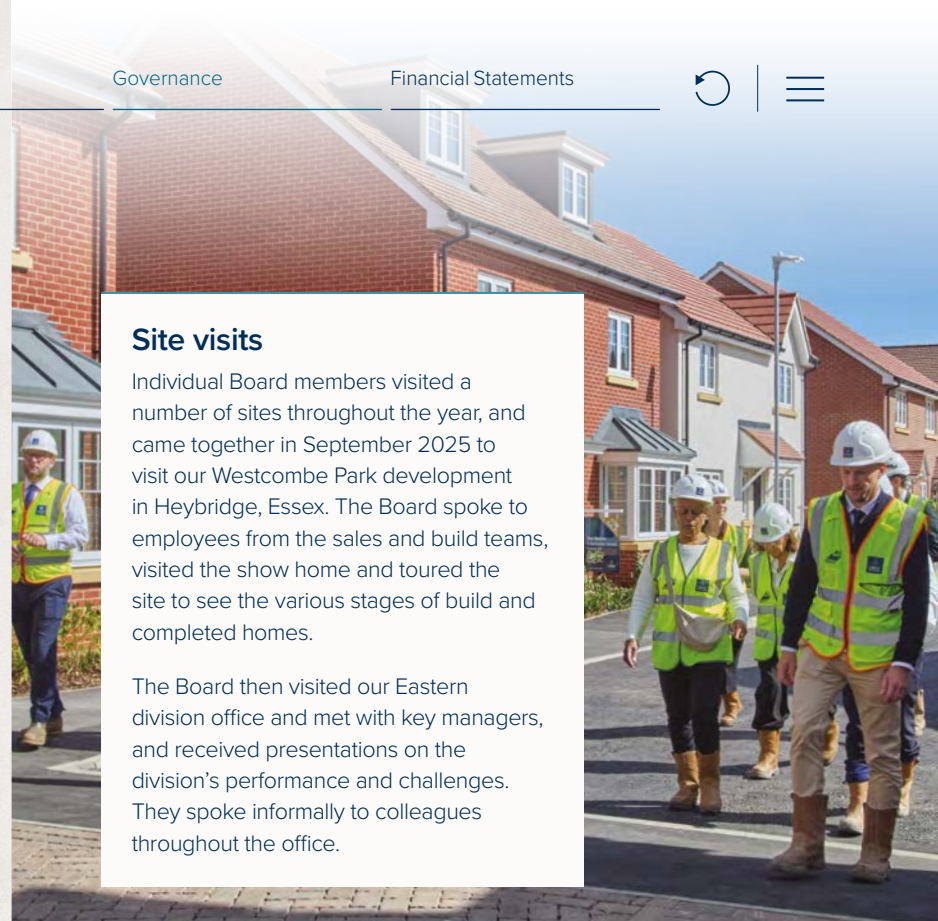 Governance
Financial Statements
Site visits
Individual Board members visited a
number of sites throughout the year, and
came together in September 2025 to
visit our Westcombe Park development
in Heybridge, Essex. The Board spoke to
employees from the sales and build teams,
visited the show home and toured the
site to see the various stages of build and
completed homes.
The Board then visited our Eastern
division office and met with key managers,
and received presentations on the
division’s performance and challenges.
They spoke informally to colleagues
throughout the office.